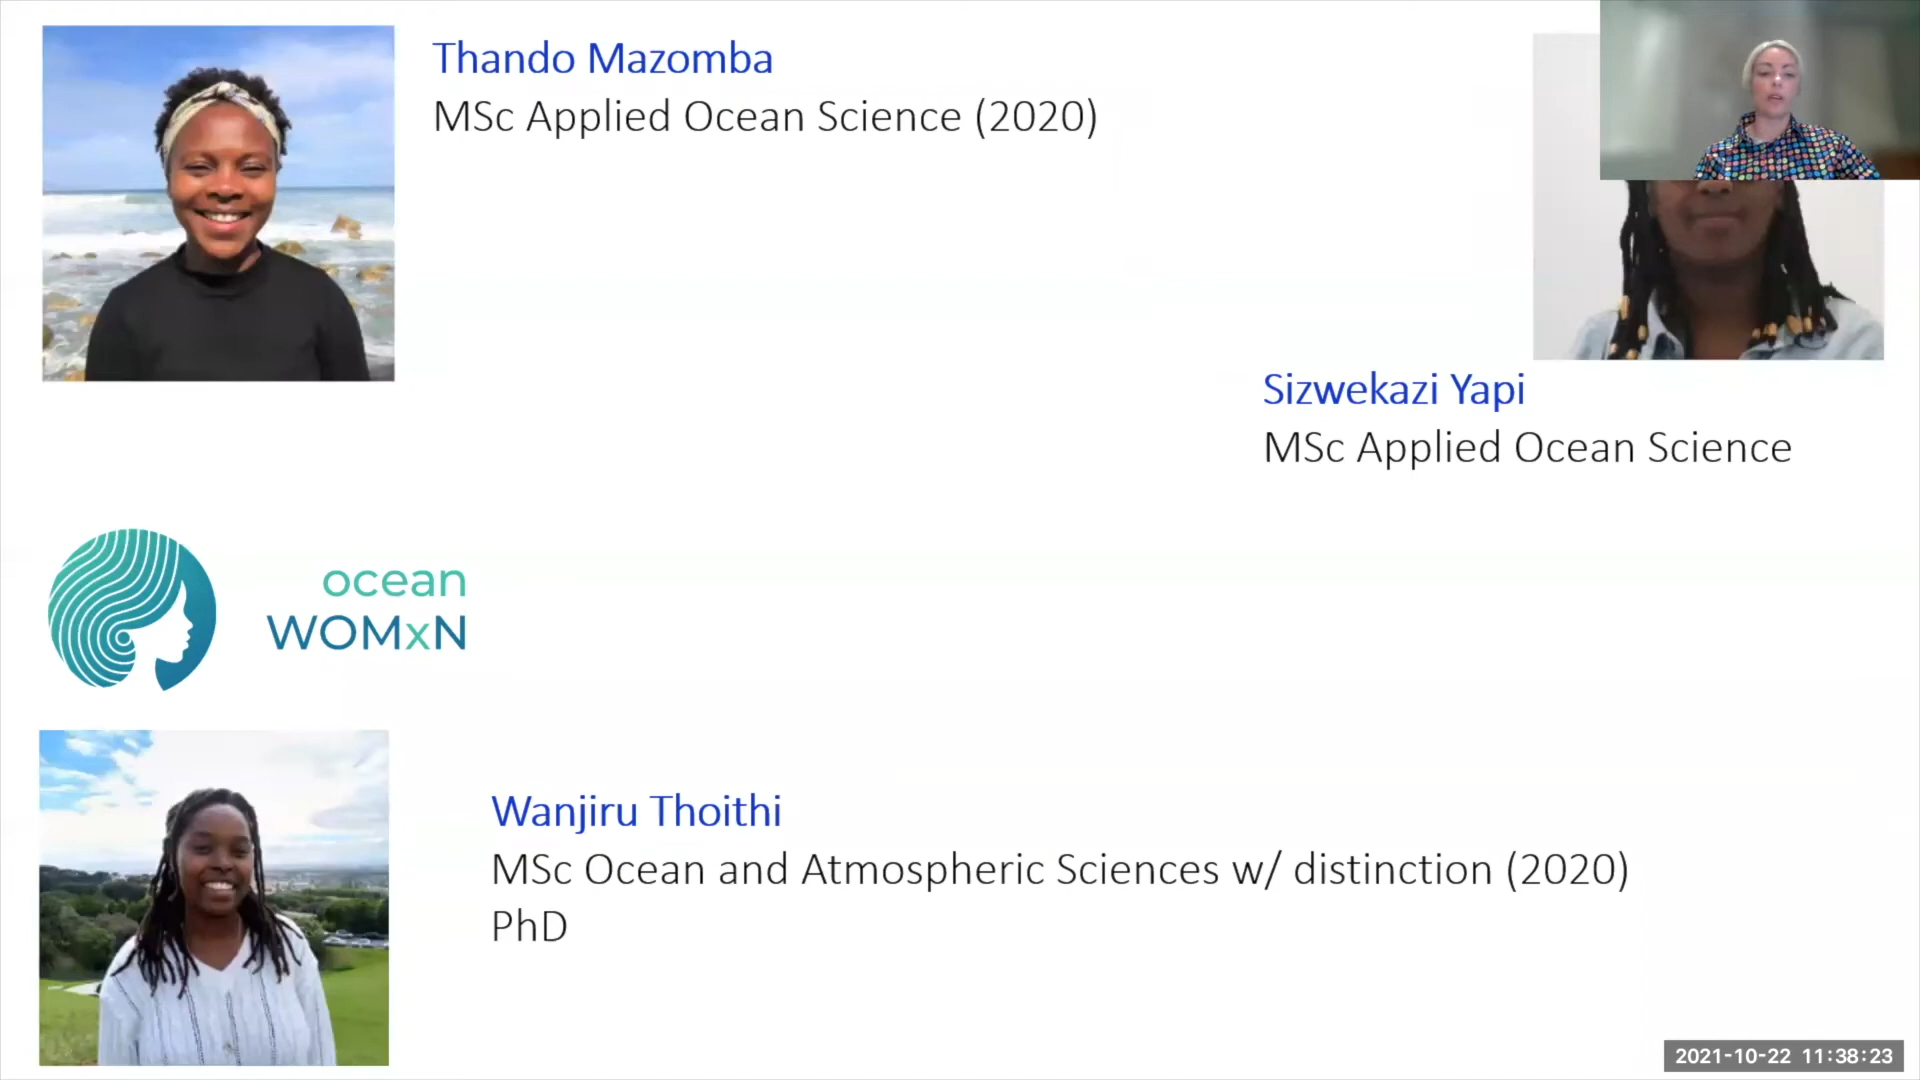 Thando Mazomba
MSc Applied Ocean Science (2020)
Sizwekazi Yapi
MSc Applied Ocean Science
ocean
WOMxN
Wanjiru Thoithi
MSc Ocean and Atmospheric Sciences w/ distinction (2020)
PhD
2021-10-22 11:38:23